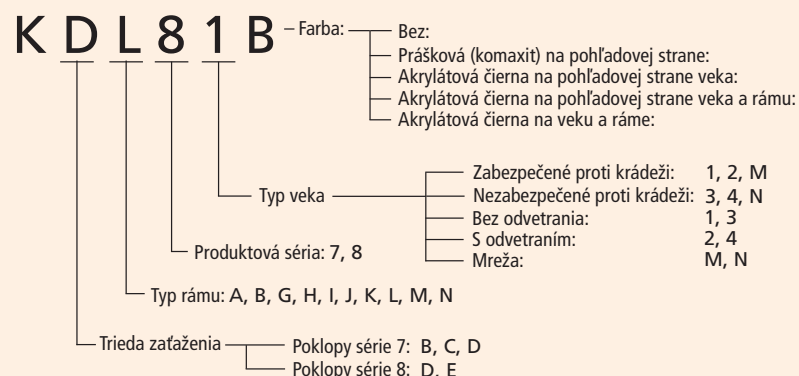 K D L 8 1 B – Farba: Bez:
Prášková (komaxit) na pohľadovej strane:
Akrylátová čierna na pohľadovej strane veka:
Akrylátová čierna na pohľadovej strane veka a rámu:
Akrylátová čierna na veku a ráme:
Typ veka
Zabezpečené proti krádeži: 1, 2, M
Nezabezpečené proti krádeži: 3, 4, N
Bez odvetrania: 1, 3
S odvetraním: 2, 4
Mreža: M, N
Produktová séria: 7, 8
Typ rámu: A, B, G, H, I, J, K, L, M, N
Trieda zaťaženia
Poklopy série 7: B, C, D
Poklopy série 8: D, E